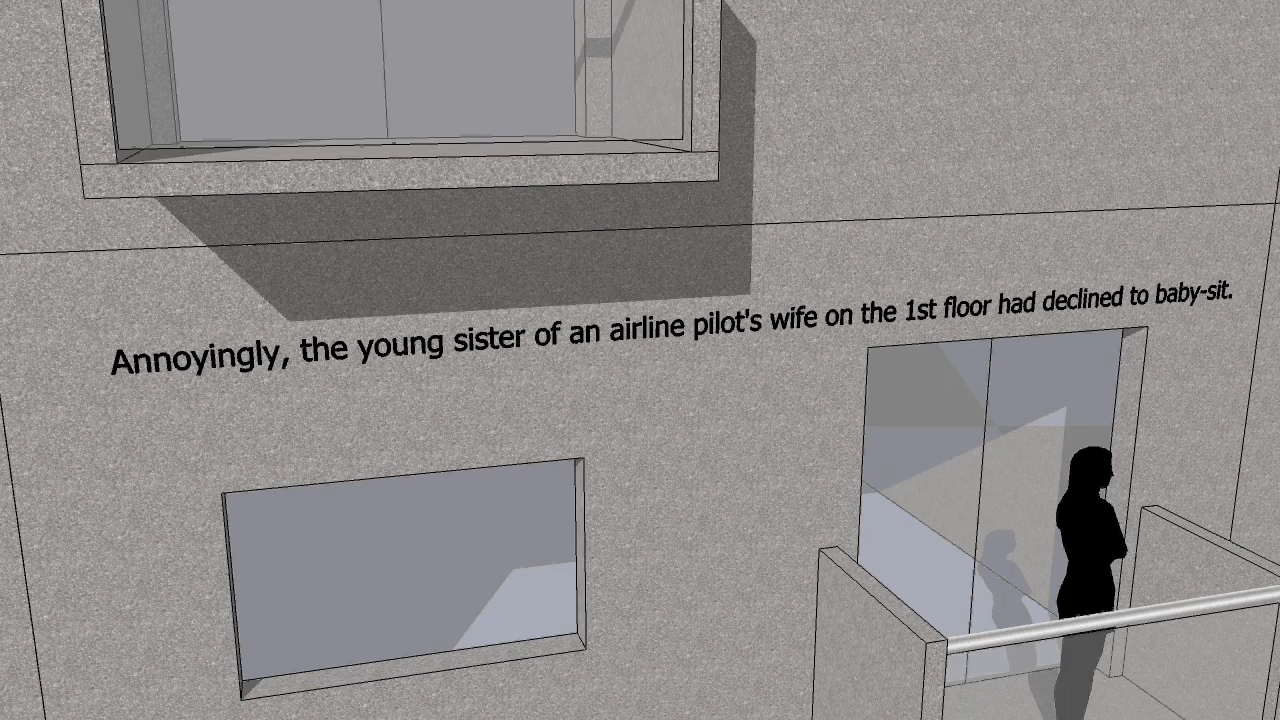 Annoyingly, the young sister of an airline pilot's wife on the 1st floor had declined to baby-sit.